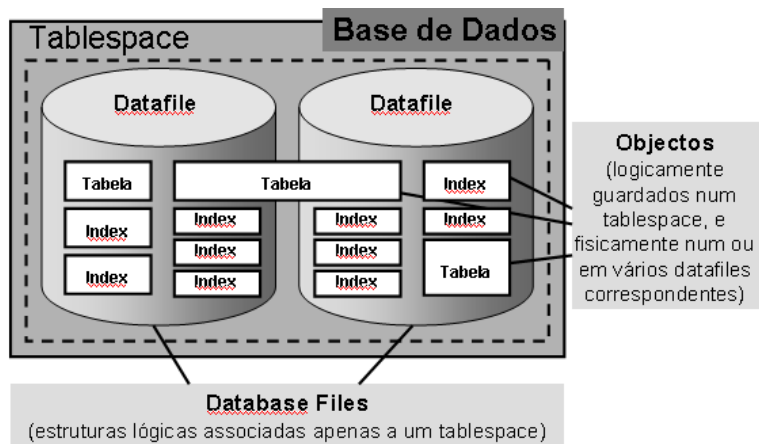 Base de Dados
Tablespace
Datafile
Datafile
Tabela
Tabela
Index
Index
Index
Index
Index
Index
Index
Index
Index
Index
Tabela
Objectos
(logicamente
guardados num
tablespace, e
fisicamente num ou
em vários datafiles
correspondentes)
Database Files
(estruturas lógicas associadas apenas a um tablespace)